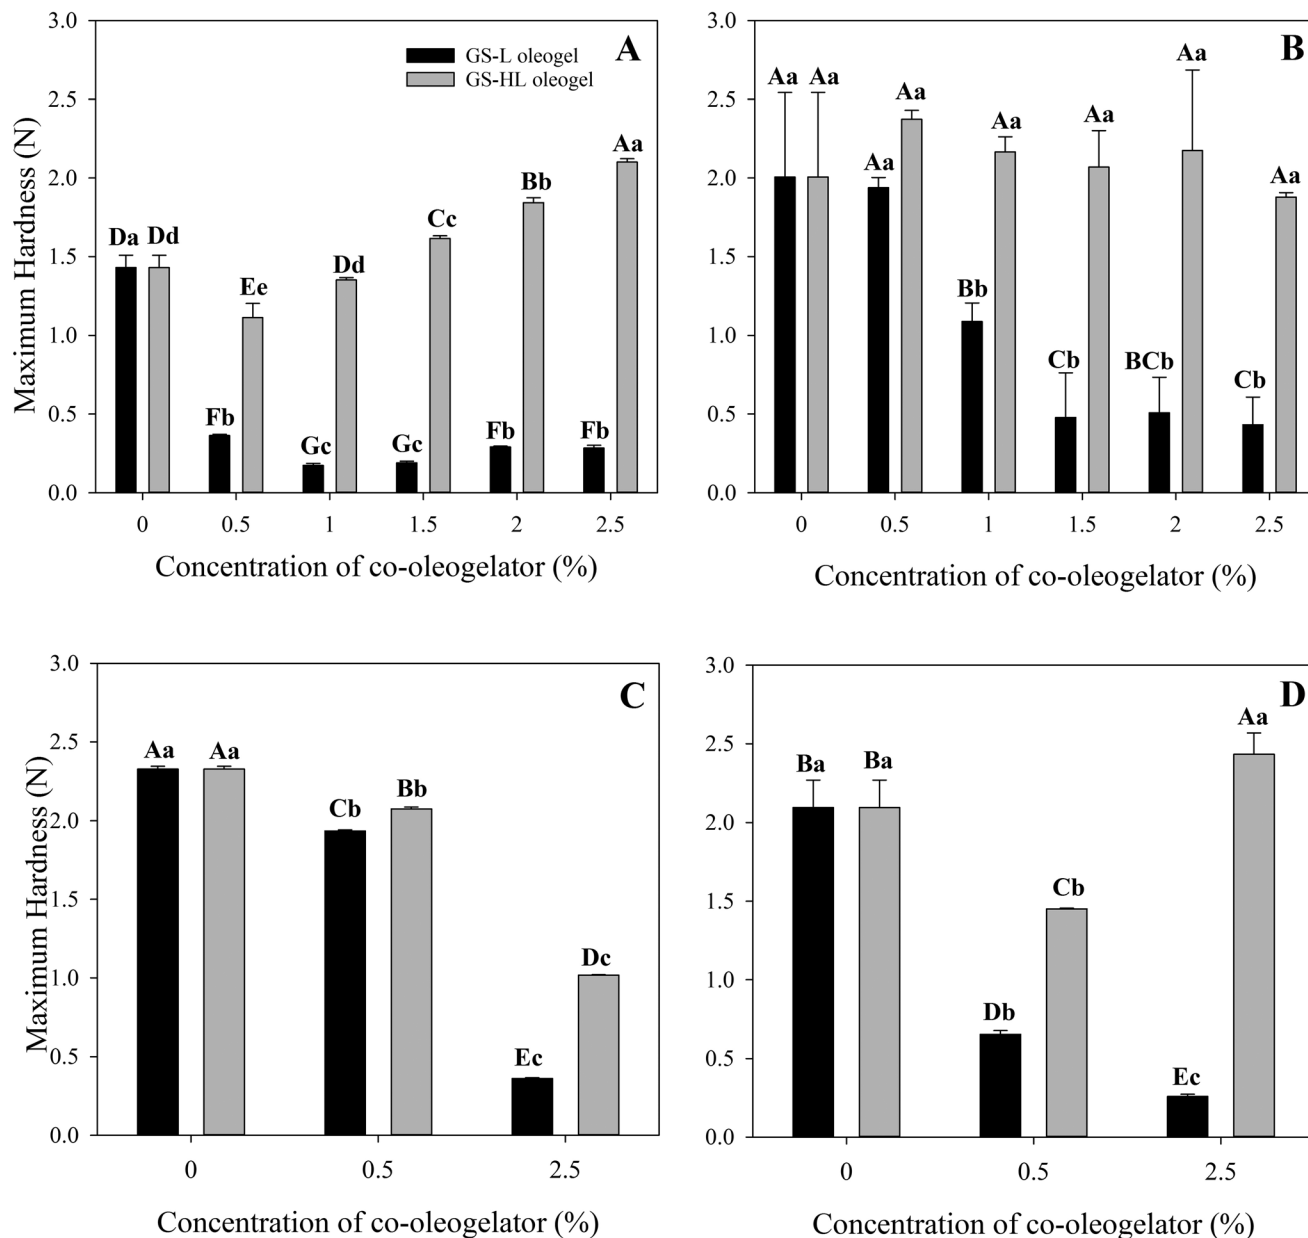 A
GS-L oleogel
GS-HL oleogel
Maximum Hardness (N)
3.0
2.5
2.0
1.5
1.0
0.5
0.0
Da Dd
Fb Ee
Gc Dd
Gc Cc
Fb Bb
Fb Aa
0 0.5 1 1.5 2 2.5
Concentration of co-oleogelator (%)
B
3.0
2.5
2.0
1.5
1.0
0.5
0.0
Aa Aa
Aa Aa
Bb Aa
Cb Aa
BCb Aa
Cb Aa
0 0.5 1 1.5 2 2.5
Concentration of co-oleogelator (%)
C
Maximum Hardness (N)
3.0
2.5
2.0
1.5
1.0
0.5
0.0
Aa Aa
Cb Bb
Ec Dc
0 0.5 2.5
Concentration of co-oleogelator (%)
D
3.0
2.5
2.0
1.5
1.0
0.5
0.0
Ba Ba
Db Cb
Ec Aa
0 0.5 2.5
Concentration of co-oleogelator (%)